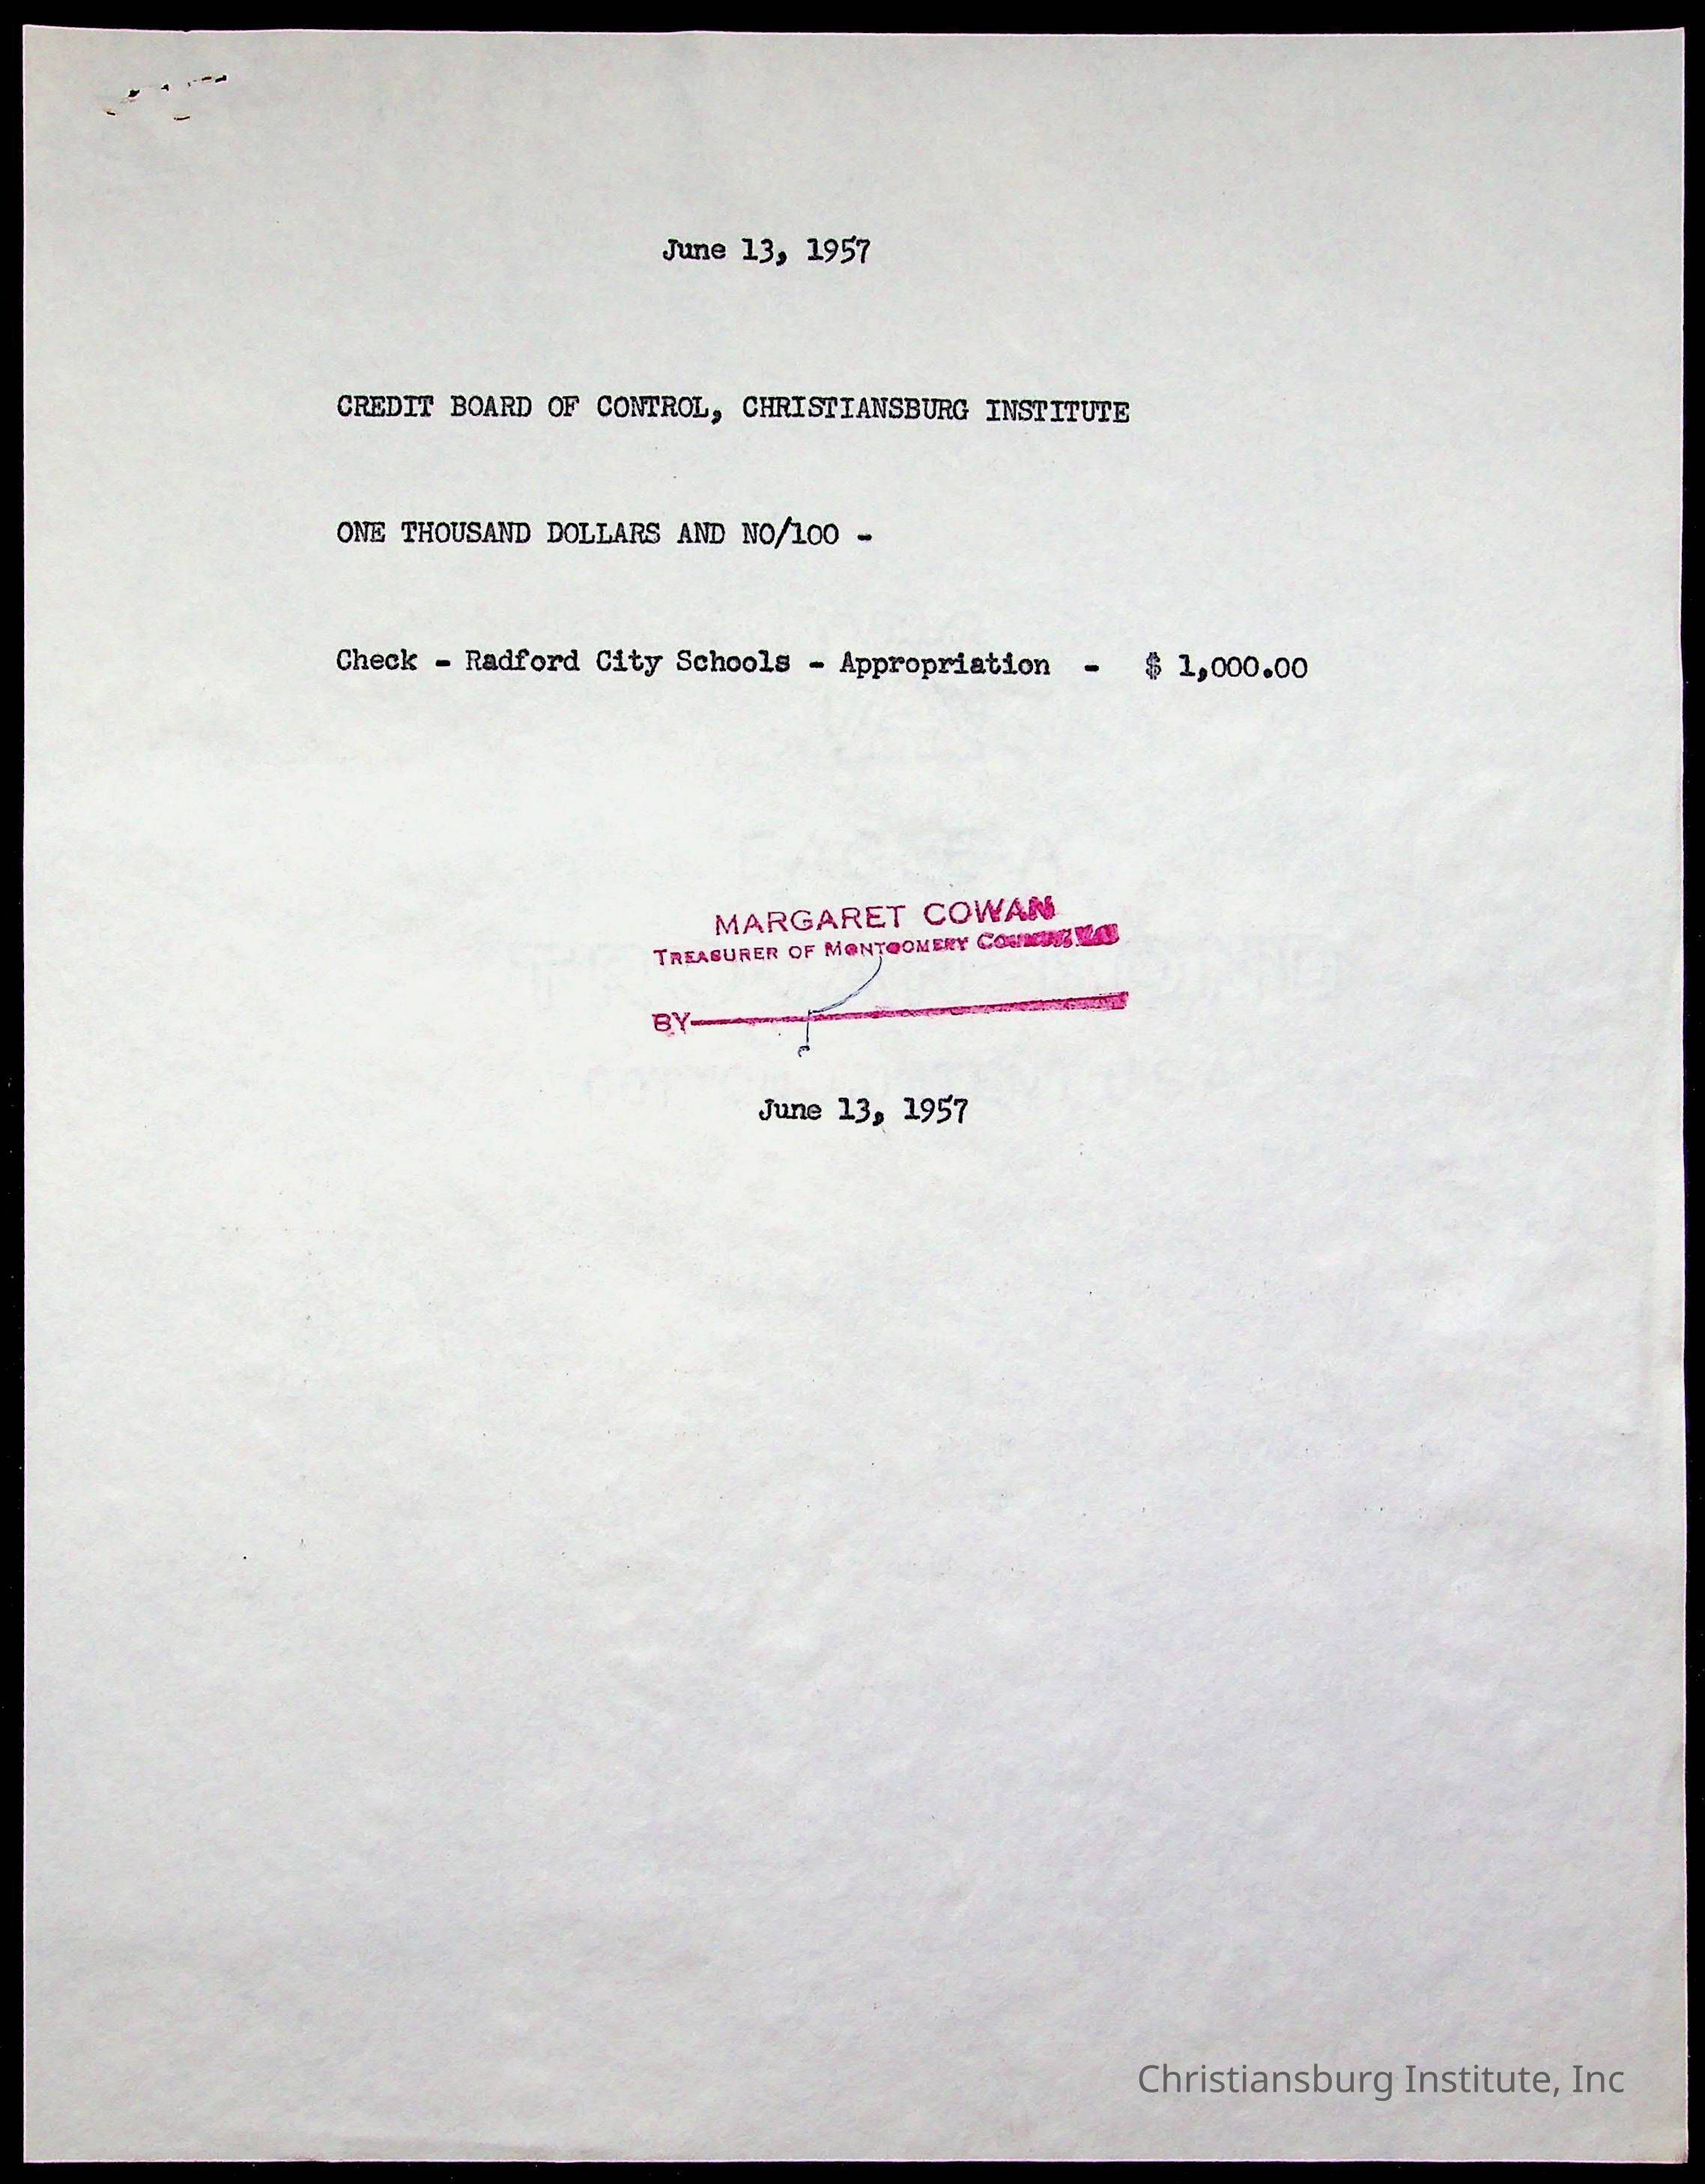 June 13, 1957
CREDIT BOARD OF CONTROL, CHRISTIANSBURG INSTITUTE
ONE THOUSAND DOLLARS AND NO/100 -
Check - Radford City Schools - Appropriation - $ 1,000.00
MARGARET COWAN
TREASURER OF MONTGOMERY
BY
June 13, 1957
Christiansburg Institute, Inc